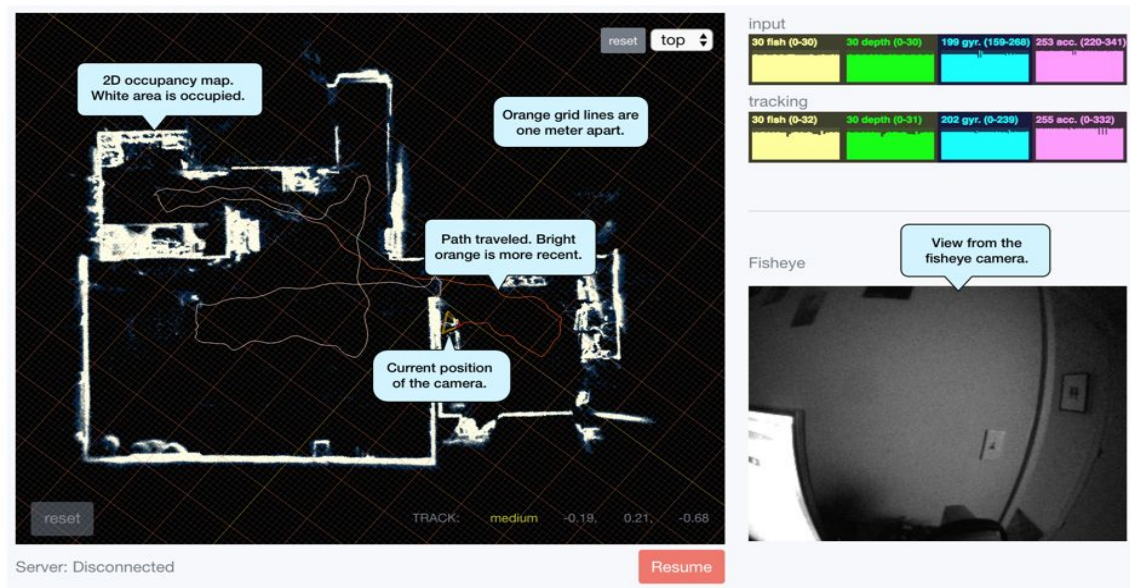 reset
top
2D occupancy map.
White area is occupied.
Orange grid lines are
one meter apart.
Path traveled. Bright
orange is more recent.
Current position
of the camera.
reset
TRACK: medium -0.19, 0.21, -0.68
Server: Disconnected
Resume
input
30 fish (0-30) 30 depth (0-30) 199 gyr. (159-268) 253 acc. (220-341)
tracking
30 fish (0-32) 30 depth (0-31) 202 gyr. (0-239) 255 acc. (0-332)
Fisheye
View from the
fisheye camera.